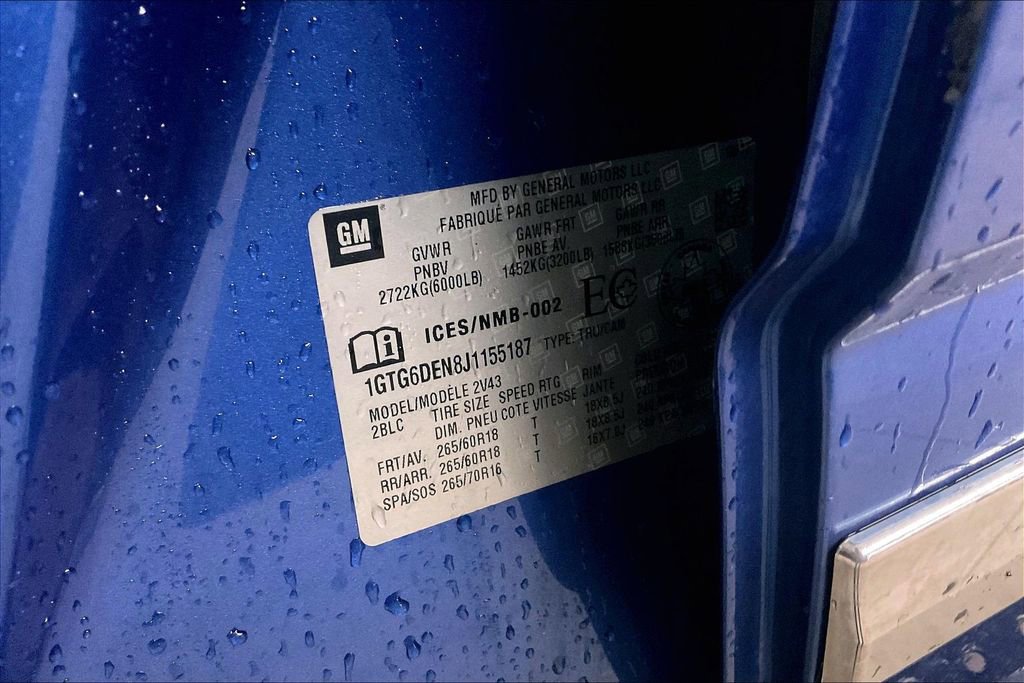 GM
MFD BY GENERAL MOTORS LLC
FABRIQUÉ PAR GENERAL MOTORS LLC
GVWR GAWR FRT GAWR RR
PNBV PNBE AV. PNBE ARR
2722KG(6000LB) 1452KG(3200LB)
ICES/NMB-002 EC
1GTG6DEN8J1155187 TYPE: TRU/CAM
MODEL/MODÈLE 2V43
2BLC TIRE SIZE SPEED RTG RIM
DIM. PNEU COTE VITESSE JANTE
FRT/AV. 265/60R18 T 18X8.5J
RR/ARR. 265/60R18 T 18X8.5J
SPA/SOS 265/70R16 T 16X7.0J